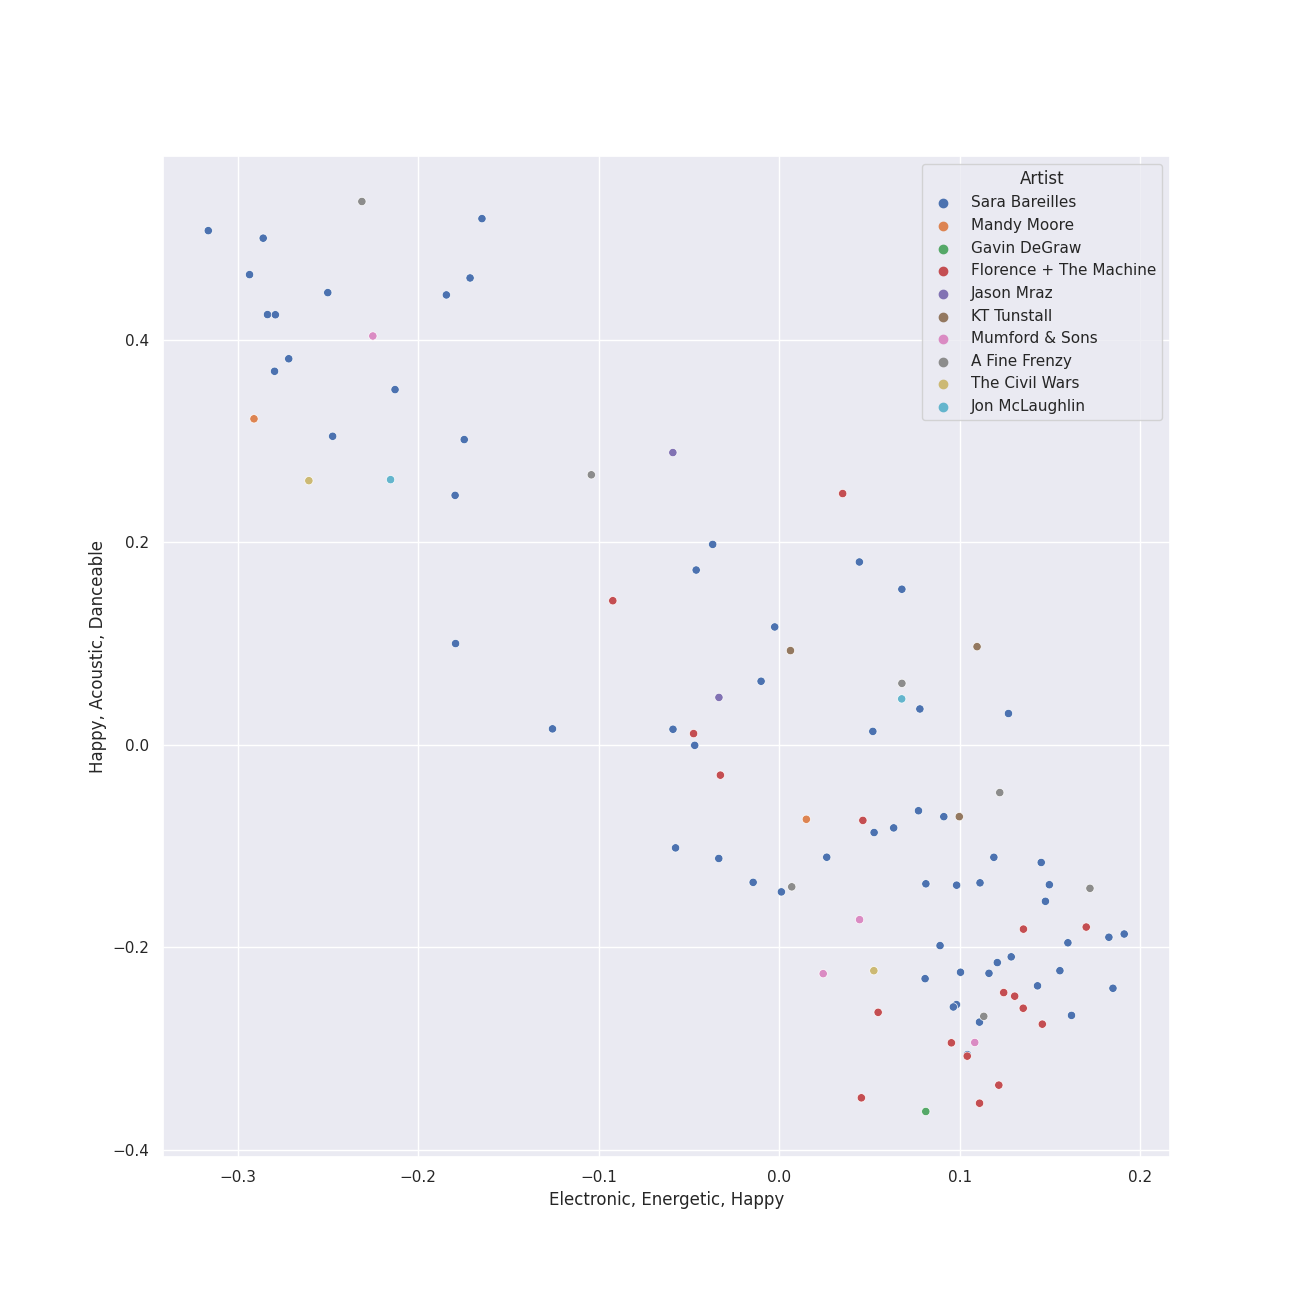 Artist
Sara Bareilles
Mandy Moore
Gavin DeGraw
Florence + The Machine
Jason Mraz
KT Tunstall
Mumford & Sons
A Fine Frenzy
The Civil Wars
Jon McLaughlin
Happy, Acoustic, Danceable
0.4
0.2
0.0
−0.2
−0.4
−0.3
−0.2
−0.1
0.0
0.1
0.2
Electronic, Energetic, Happy